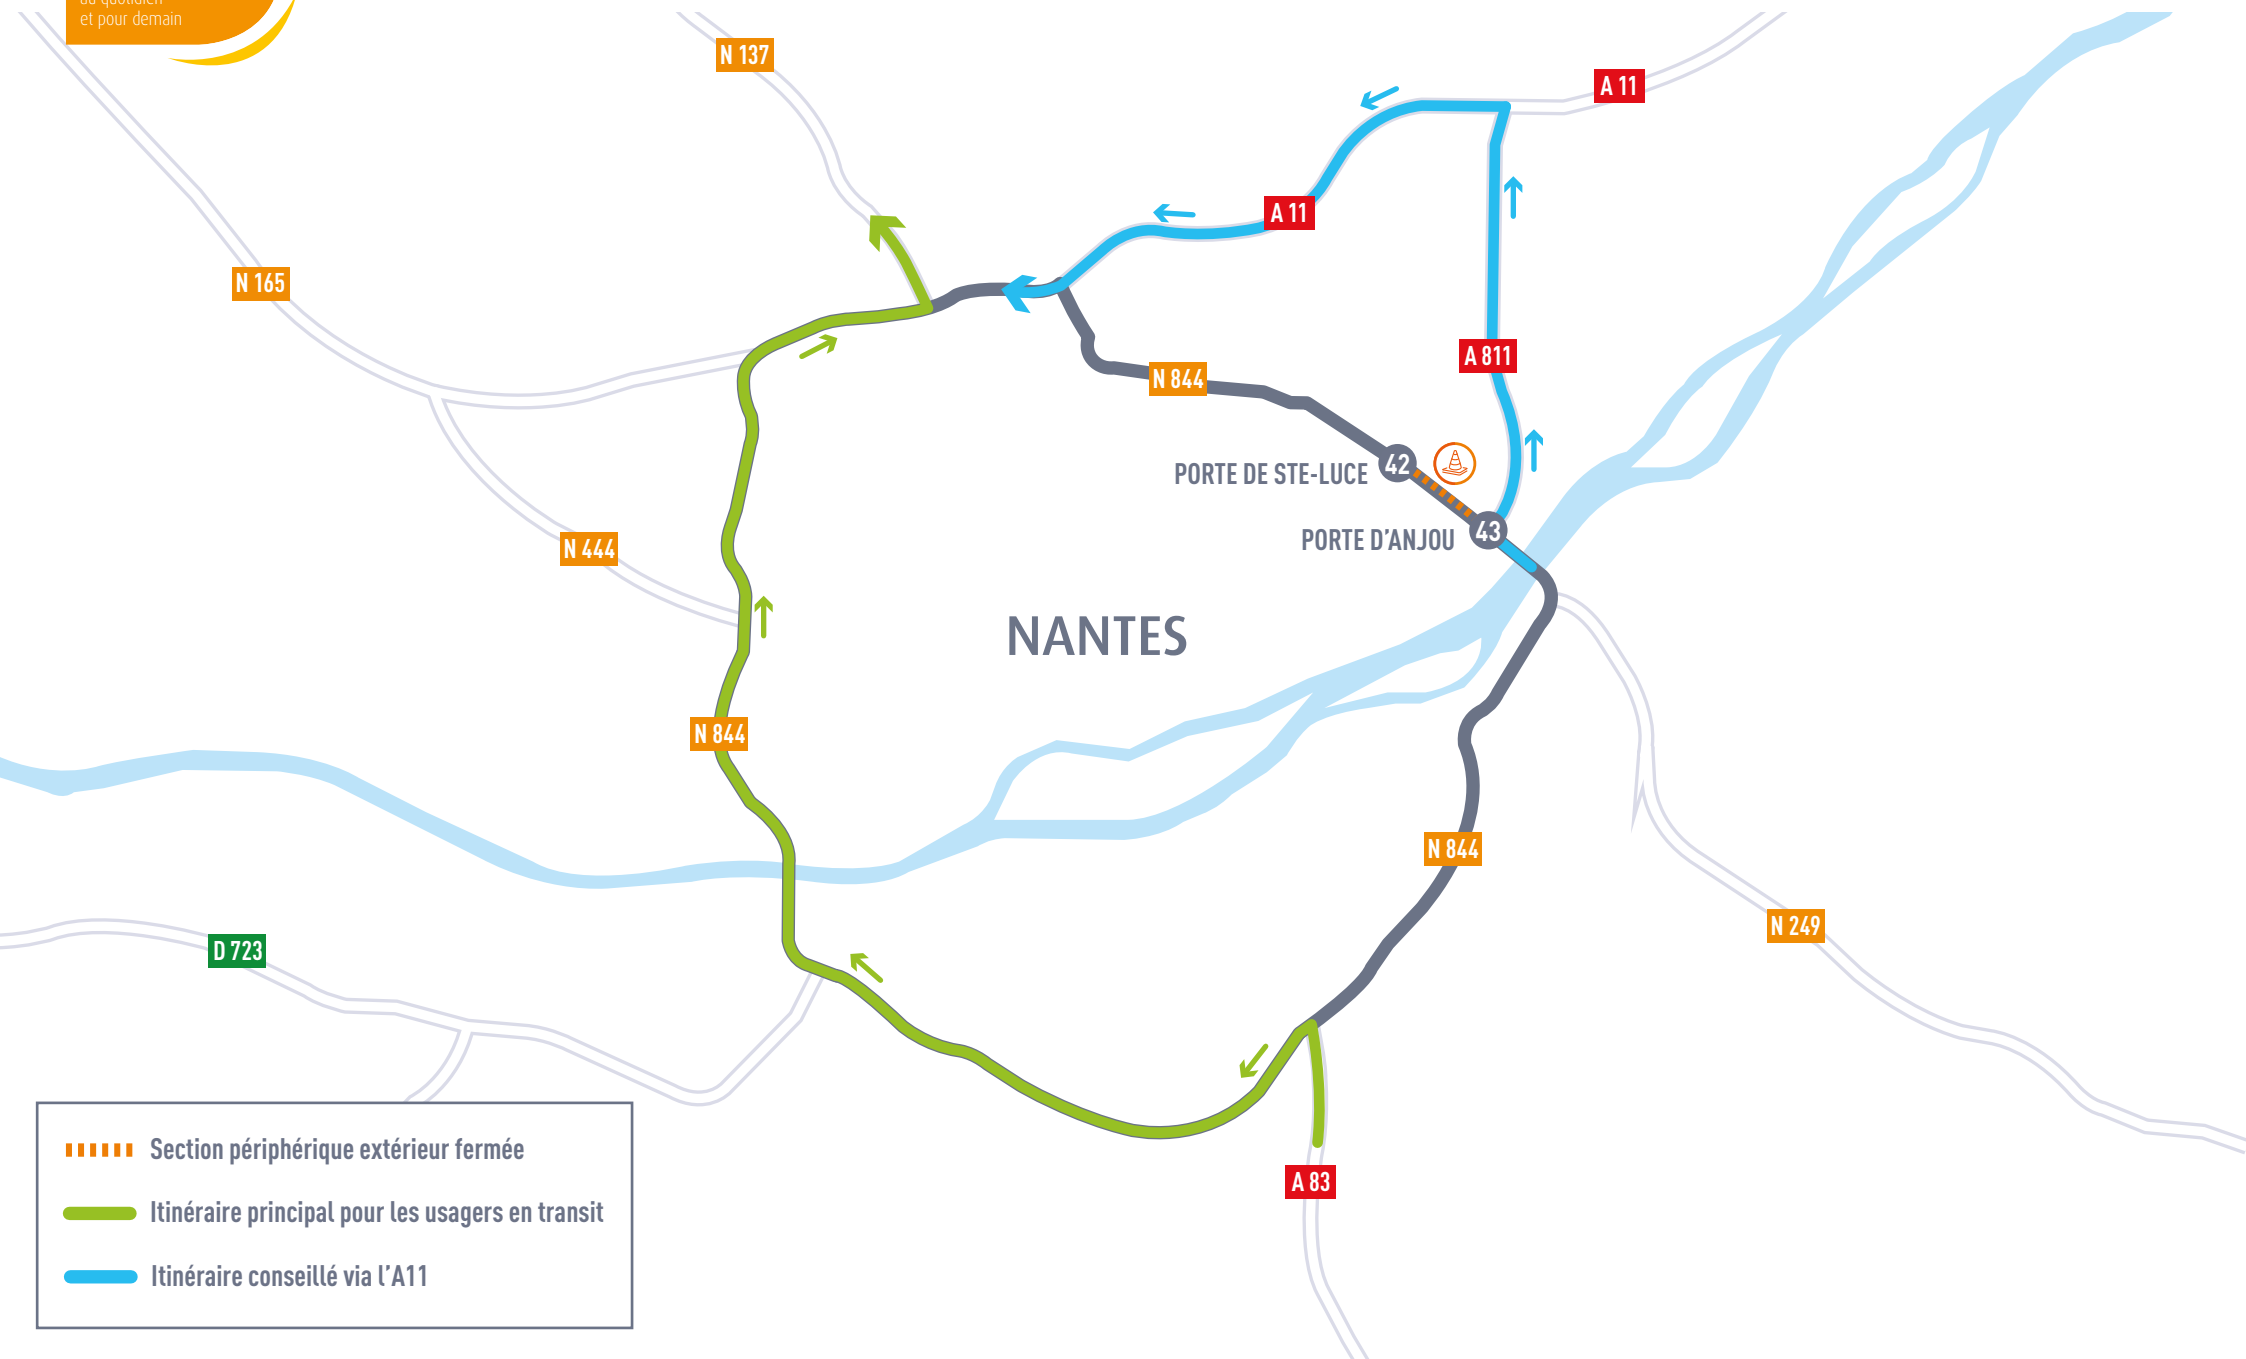 et pour demain
N 137
A 11
A 11
N 165
A 811
N 844
42
PORTE DE STE-LUCE
43
PORTE D'ANJOU
N 444
NANTES
N 844
N 844
N 249
D 723
A 83
Section périphérique extérieur fermée
Itinéraire principal pour les usagers en transit
Itinéraire conseillé via l'A11